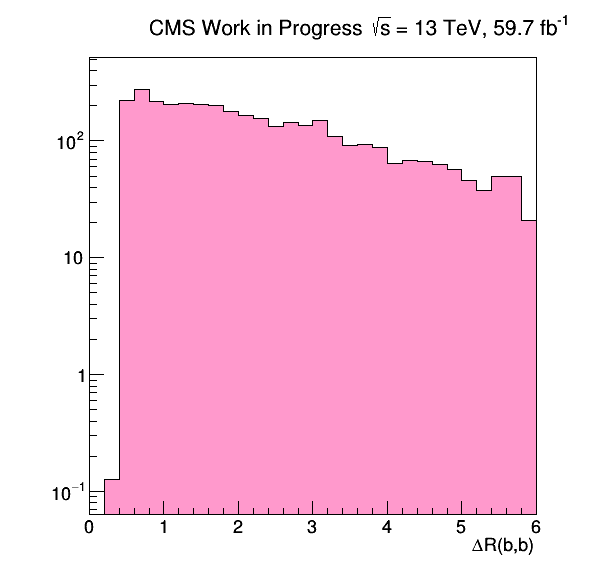 CMS Work in Progress √s = 13 TeV, 59.7 fb⁻¹
10²
10
1
10⁻¹
0 1 2 3 4 5 6
ΔR(b,b)